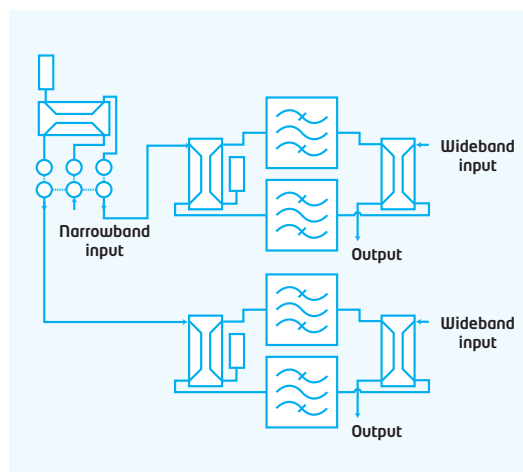 Wideband
input
Narrowband
input
Output
Wideband
input
Output